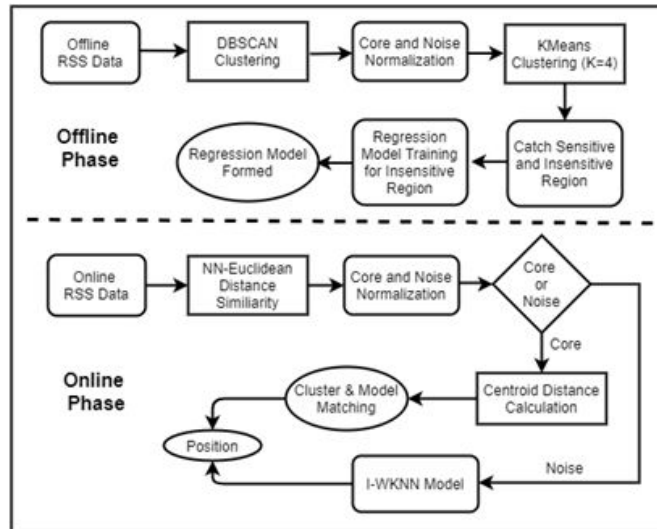 Offline
RSS Data
DBSCAN
Clustering
Core and Noise
Normalization
KMeans
Clustering (K=4)
Offline
Phase
Regression Model
Formed
Regression
Model Training
for Insensitive
Region
Catch Sensitive
and Insensitive
Region
Online
RSS Data
NN-Euclidean
Distance
Similiarity
Core and Noise
Normalization
Core
or
Noise
Core
Online
Phase
Cluster & Model
Matching
Centroid Distance
Calculation
Position
I-WKNN Model
Noise